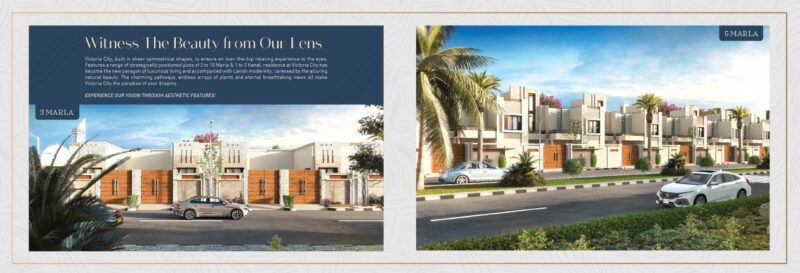 Witness The Beauty from Our Lens
Victoria City, built in sheer symmetrical shapes, to ensure an over-the-top relaxing experience to the eyes.
Features a range of strategically positioned plots of 3 to 10 Marla & 1 to 2 Kanal, residence at Victoria City has
become the new paragon of luxurious living and accompanied with Lavish modernity, caressed by the alluring
natural beauty. The charming pathways, endless arrays of plants and eternal breathtaking views all make
Victoria City the paradise of your dreams.
EXPERIENCE OUR VISION THROUGH AESTHETIC FEATURES!
3 MARLA
5 MARLA